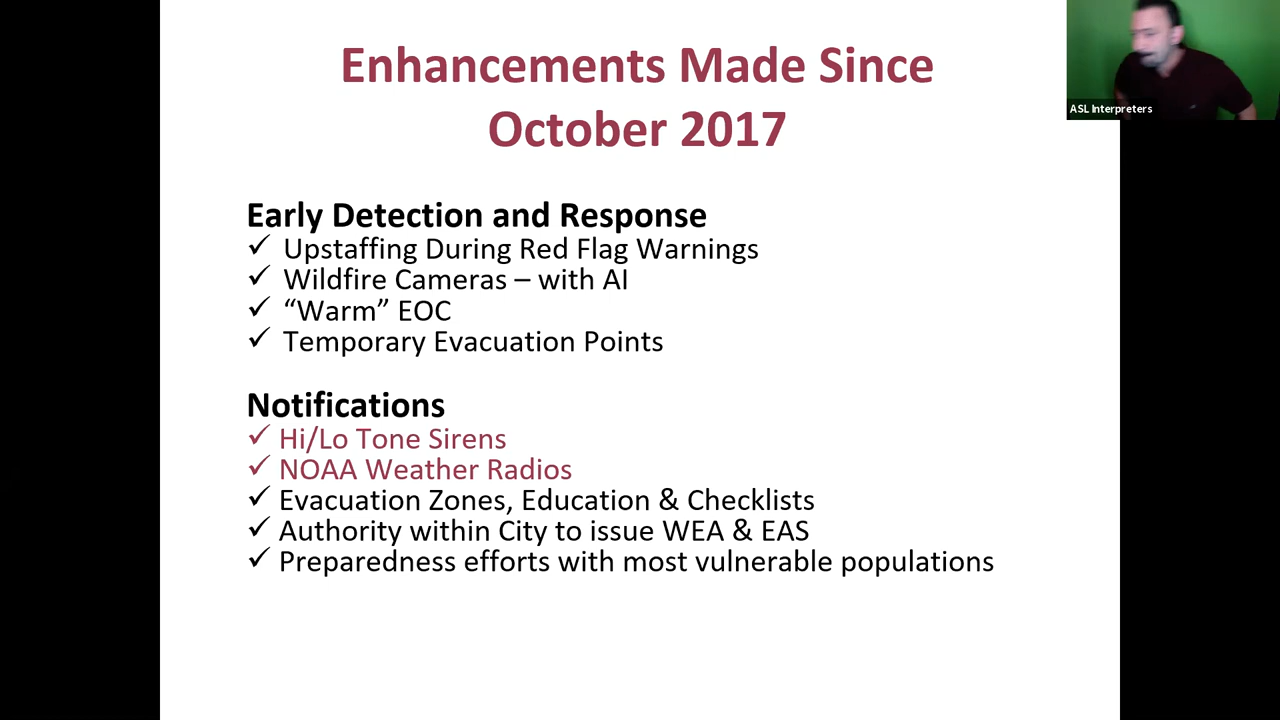 Enhancements Made Since
October 2017
ASL Interpreters
Early Detection and Response
✓ Upstaffing During Red Flag Warnings
✓ Wildfire Cameras – with AI
✓ “Warm” EOC
✓ Temporary Evacuation Points
Notifications
✓ Hi/Lo Tone Sirens
✓ NOAA Weather Radios
✓ Evacuation Zones, Education & Checklists
✓ Authority within City to issue WEA & EAS
✓ Preparedness efforts with most vulnerable populations